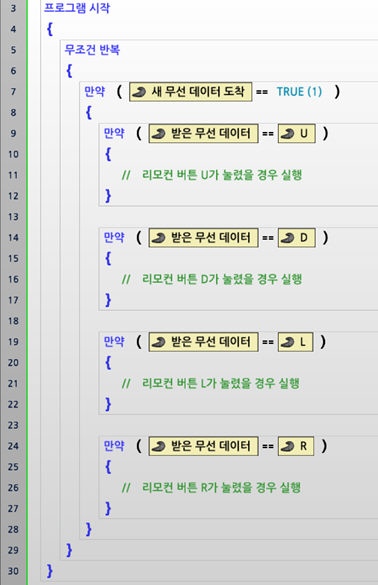 3 프로그램 시작
4 {
5 무조건 반복
6 {
7 만약 ( 새 무선 데이터 도착 == TRUE (1) )
8 {
9 만약 ( 받은 무선 데이터 == U )
10 {
11 // 리모컨 버튼 U가 눌렸을 경우 실행
12 }
13
14 만약 ( 받은 무선 데이터 == D )
15 {
16 // 리모컨 버튼 D가 눌렸을 경우 실행
17 }
18
19 만약 ( 받은 무선 데이터 == L )
20 {
21 // 리모컨 버튼 L가 눌렸을 경우 실행
22 }
23
24 만약 ( 받은 무선 데이터 == R )
25 {
26 // 리모컨 버튼 R가 눌렸을 경우 실행
27 }
28 }
29 }
30 }